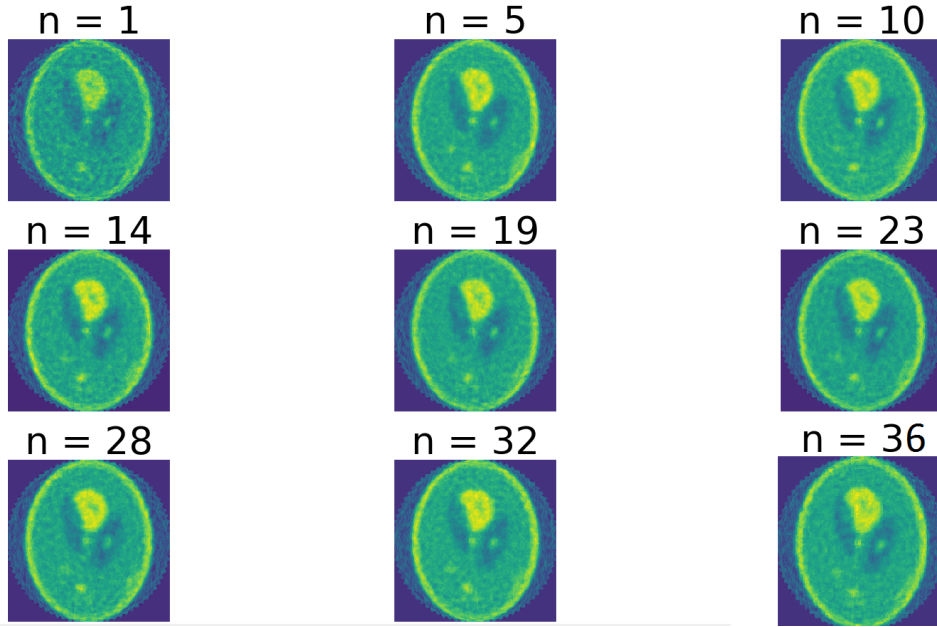 n = 1
n = 5
n = 10
n = 14
n = 19
n = 23
n = 28
n = 32
n = 36